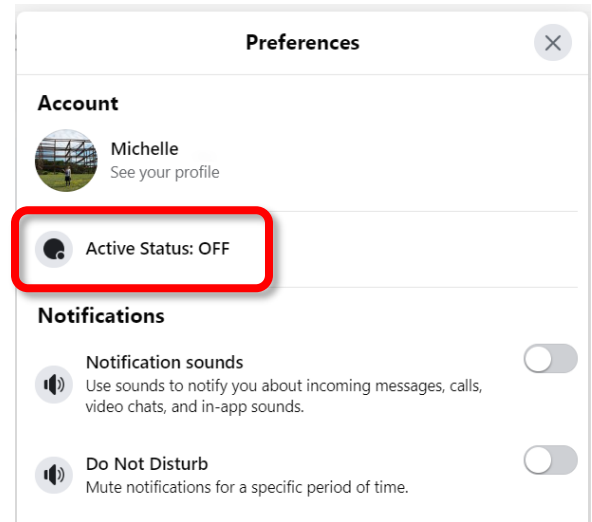 Preferences
Account
Michelle
See your profile
Active Status: OFF
Notifications
Notification sounds
Use sounds to notify you about incoming messages, calls,
video chats, and in-app sounds.
Do Not Disturb
Mute notifications for a specific period of time.